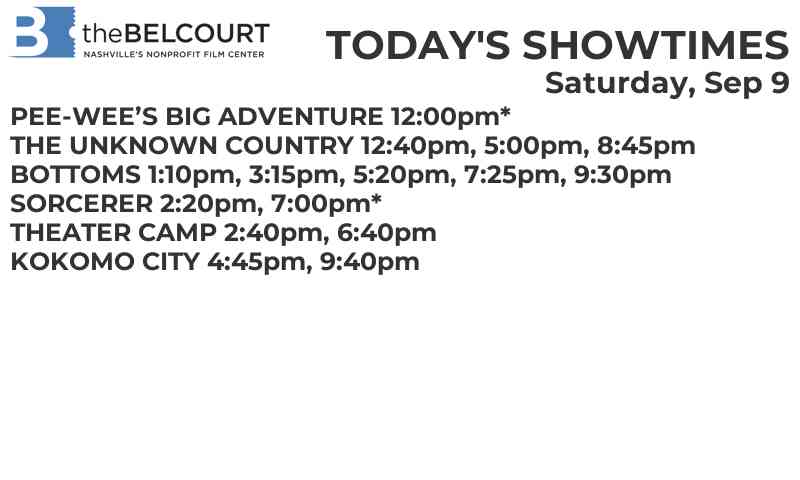 B theBELCOURT
NASHVILLE'S NONPROFIT FILM CENTER
TODAY'S SHOWTIMES
Saturday, Sep 9
PEE-WEE’S BIG ADVENTURE 12:00pm*
THE UNKNOWN COUNTRY 12:40pm, 5:00pm, 8:45pm
BOTTOMS 1:10pm, 3:15pm, 5:20pm, 7:25pm, 9:30pm
SORCERER 2:20pm, 7:00pm*
THEATER CAMP 2:40pm, 6:40pm
KOKOMO CITY 4:45pm, 9:40pm